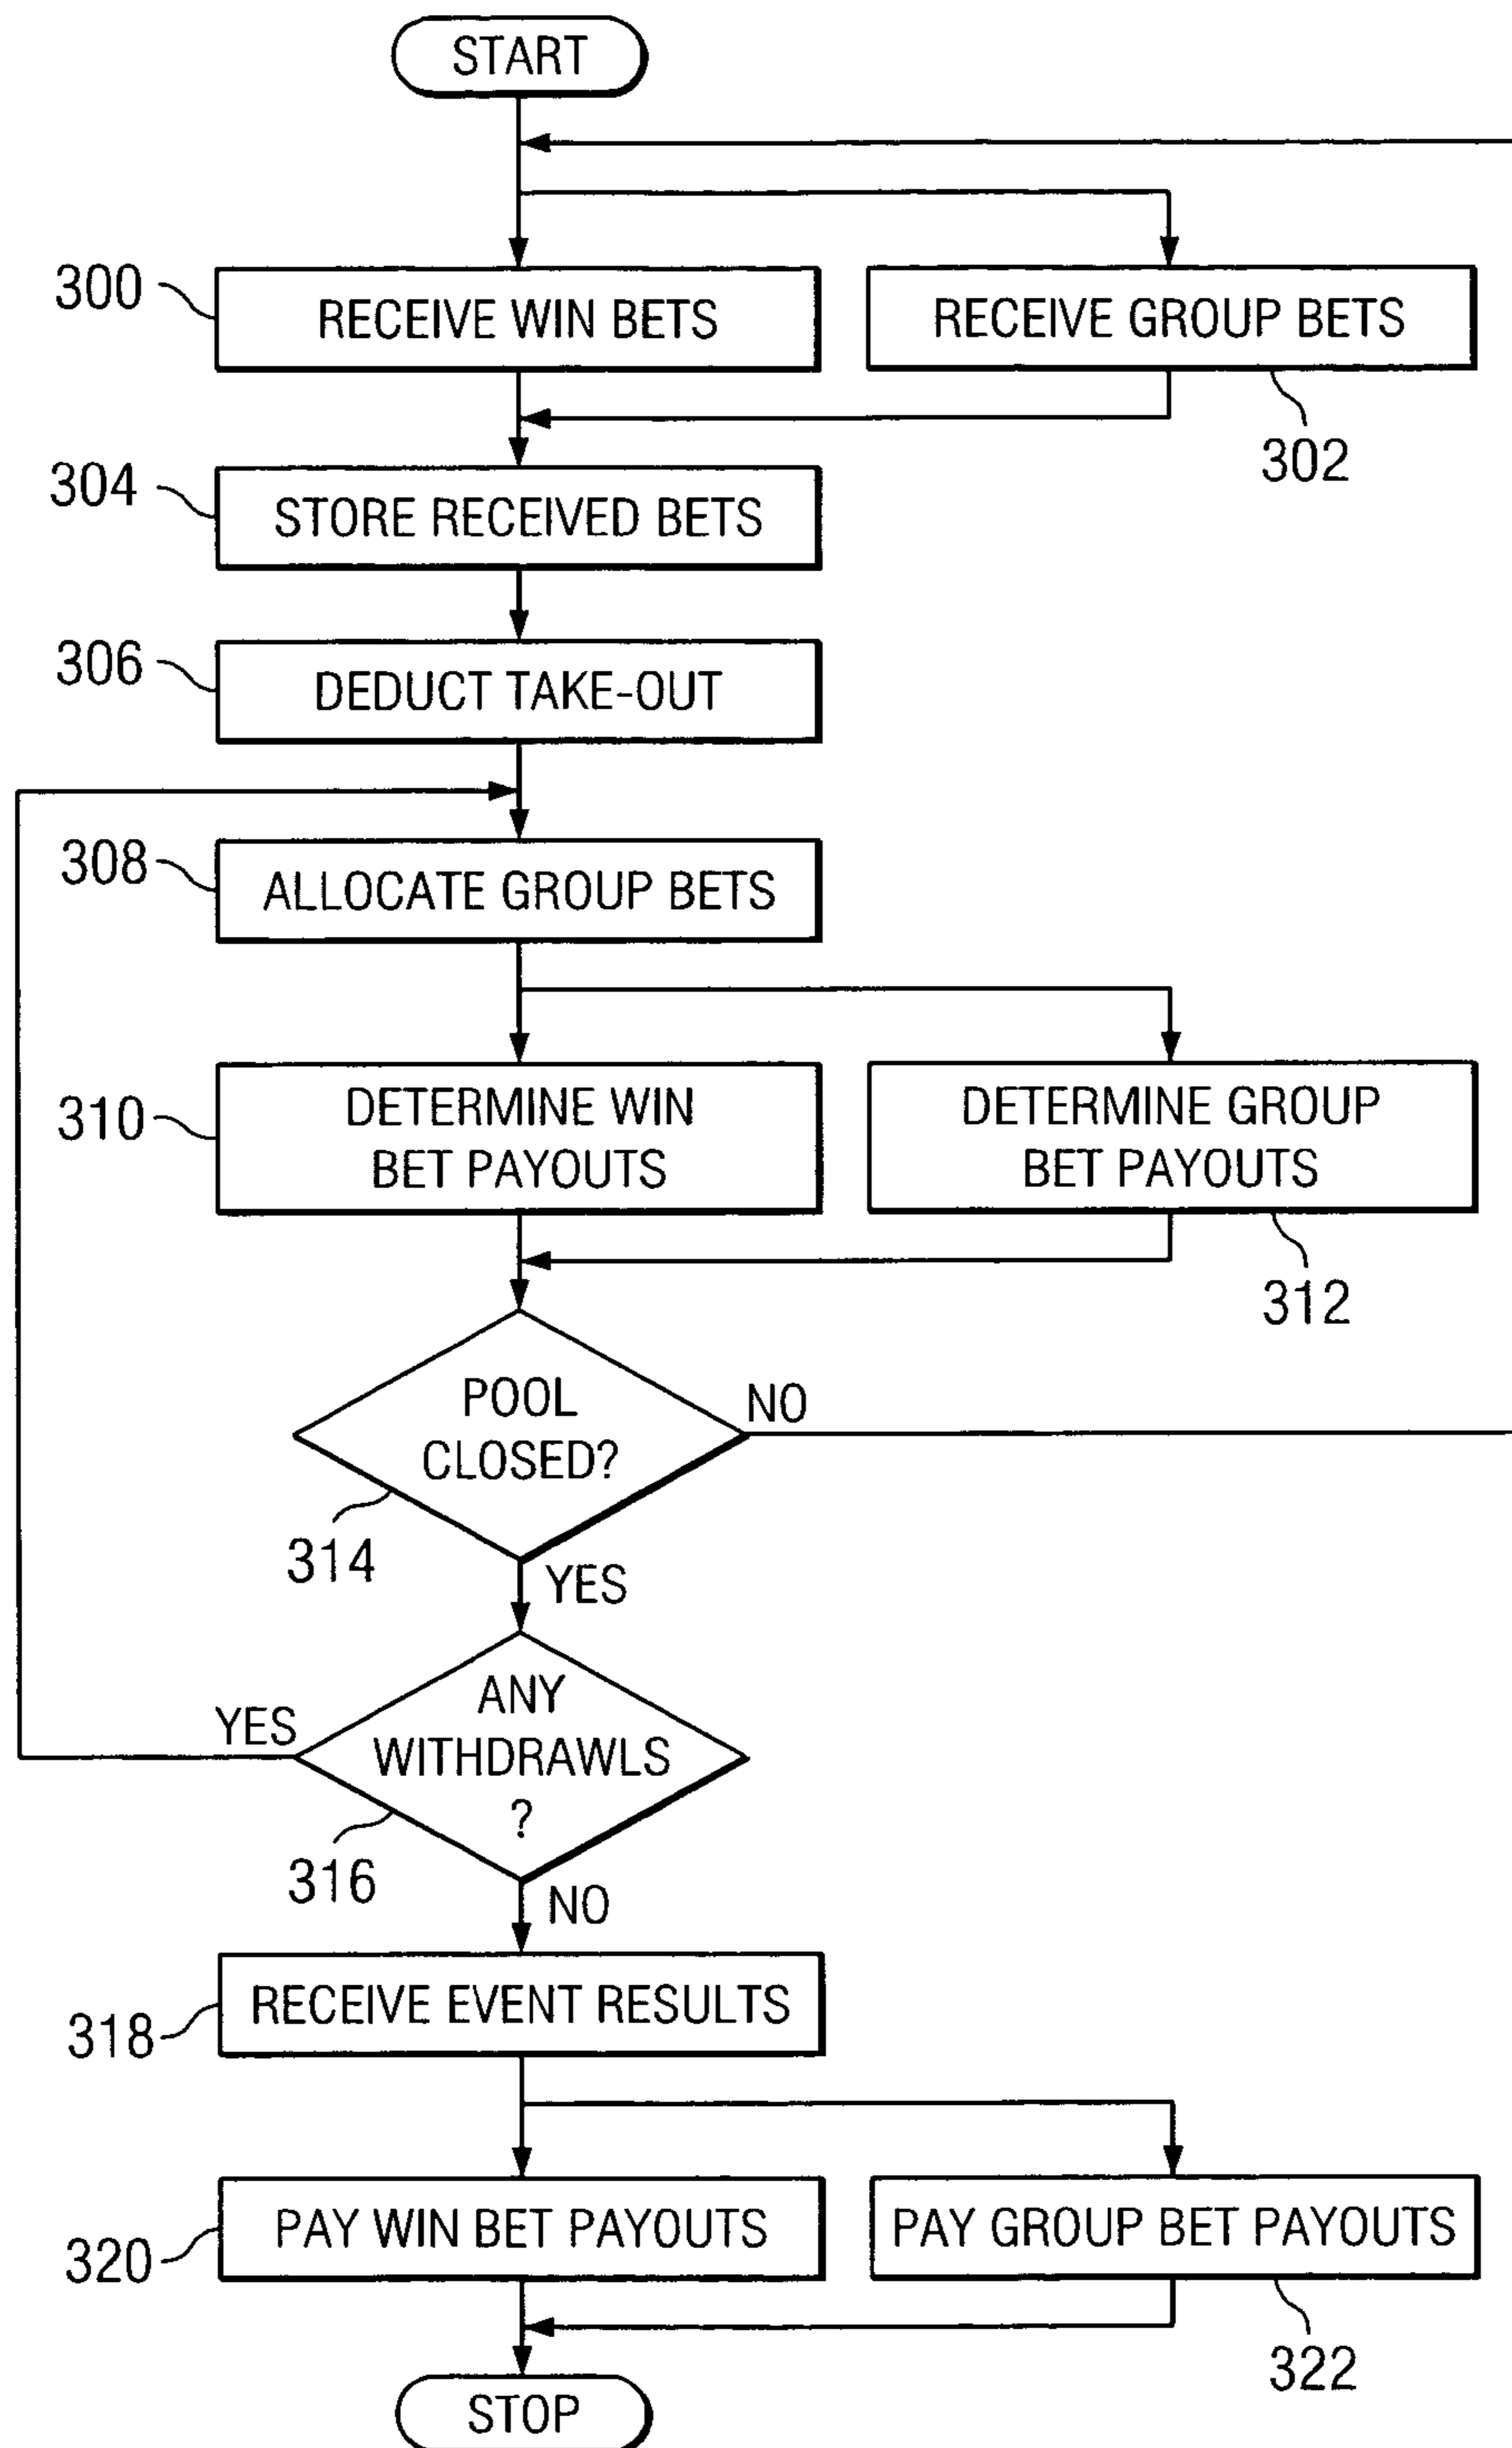 START
300
RECEIVE WIN BETS
RECEIVE GROUP BETS
302
304
STORE RECEIVED BETS
306
DEDUCT TAKE-OUT
308
ALLOCATE GROUP BETS
310
DETERMINE WIN
BET PAYOUTS
DETERMINE GROUP
BET PAYOUTS
312
POOL
CLOSED?
NO
314
YES
ANY
WITHDRAWLS
?
YES
316
NO
318
RECEIVE EVENT RESULTS
320
PAY WIN BET PAYOUTS
PAY GROUP BET PAYOUTS
322
STOP